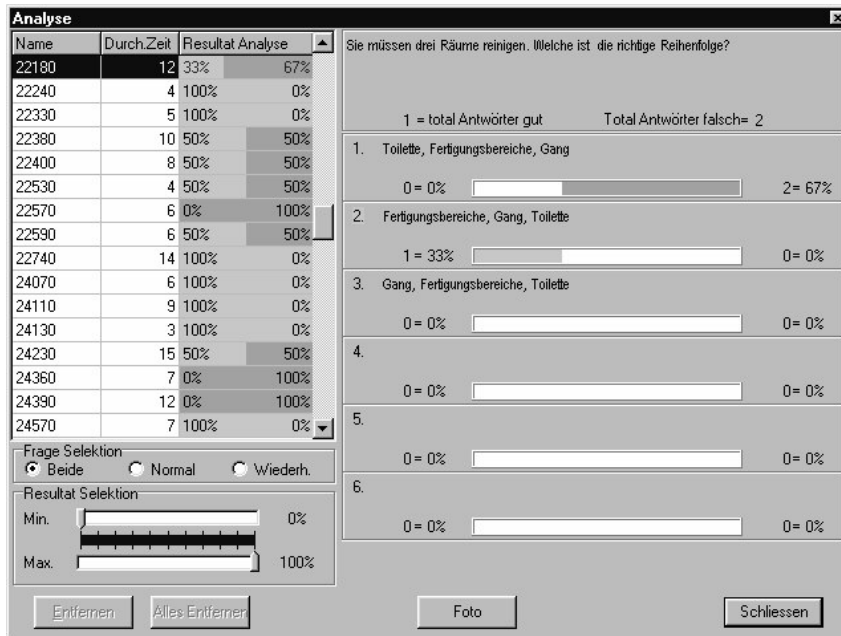 Analyse
Name Durch.Zeit Resultat Analyse
22180 12 33% 67%
22240 4 100% 0%
22330 5 100% 0%
22380 10 50% 50%
22400 8 50% 50%
22530 4 50% 50%
22570 6 0% 100%
22590 6 50% 50%
22740 14 100% 0%
24070 6 100% 0%
24110 9 100% 0%
24130 3 100% 0%
24230 15 50% 50%
24360 7 0% 100%
24390 12 0% 100%
24570 7 100% 0%
Frage Selektion
Beide Normal Wiederh.
Resultat Selektion
Min. 0%
Max. 100%
Entfernen Alles Entfernen
Sie müssen drei Räume reinigen. Welche ist die richtige Reihenfolge?
1 = total Antwörter gut Total Antwörter falsch= 2
1. Toilette, Fertigungsbereiche, Gang
0= 0% 2= 67%
2. Fertigungsbereiche, Gang, Toilette
1= 33% 0= 0%
3. Gang, Fertigungsbereiche, Toilette
0= 0% 0= 0%
4.
0= 0% 0= 0%
5.
0= 0% 0= 0%
6.
0= 0% 0= 0%
Foto Schliessen